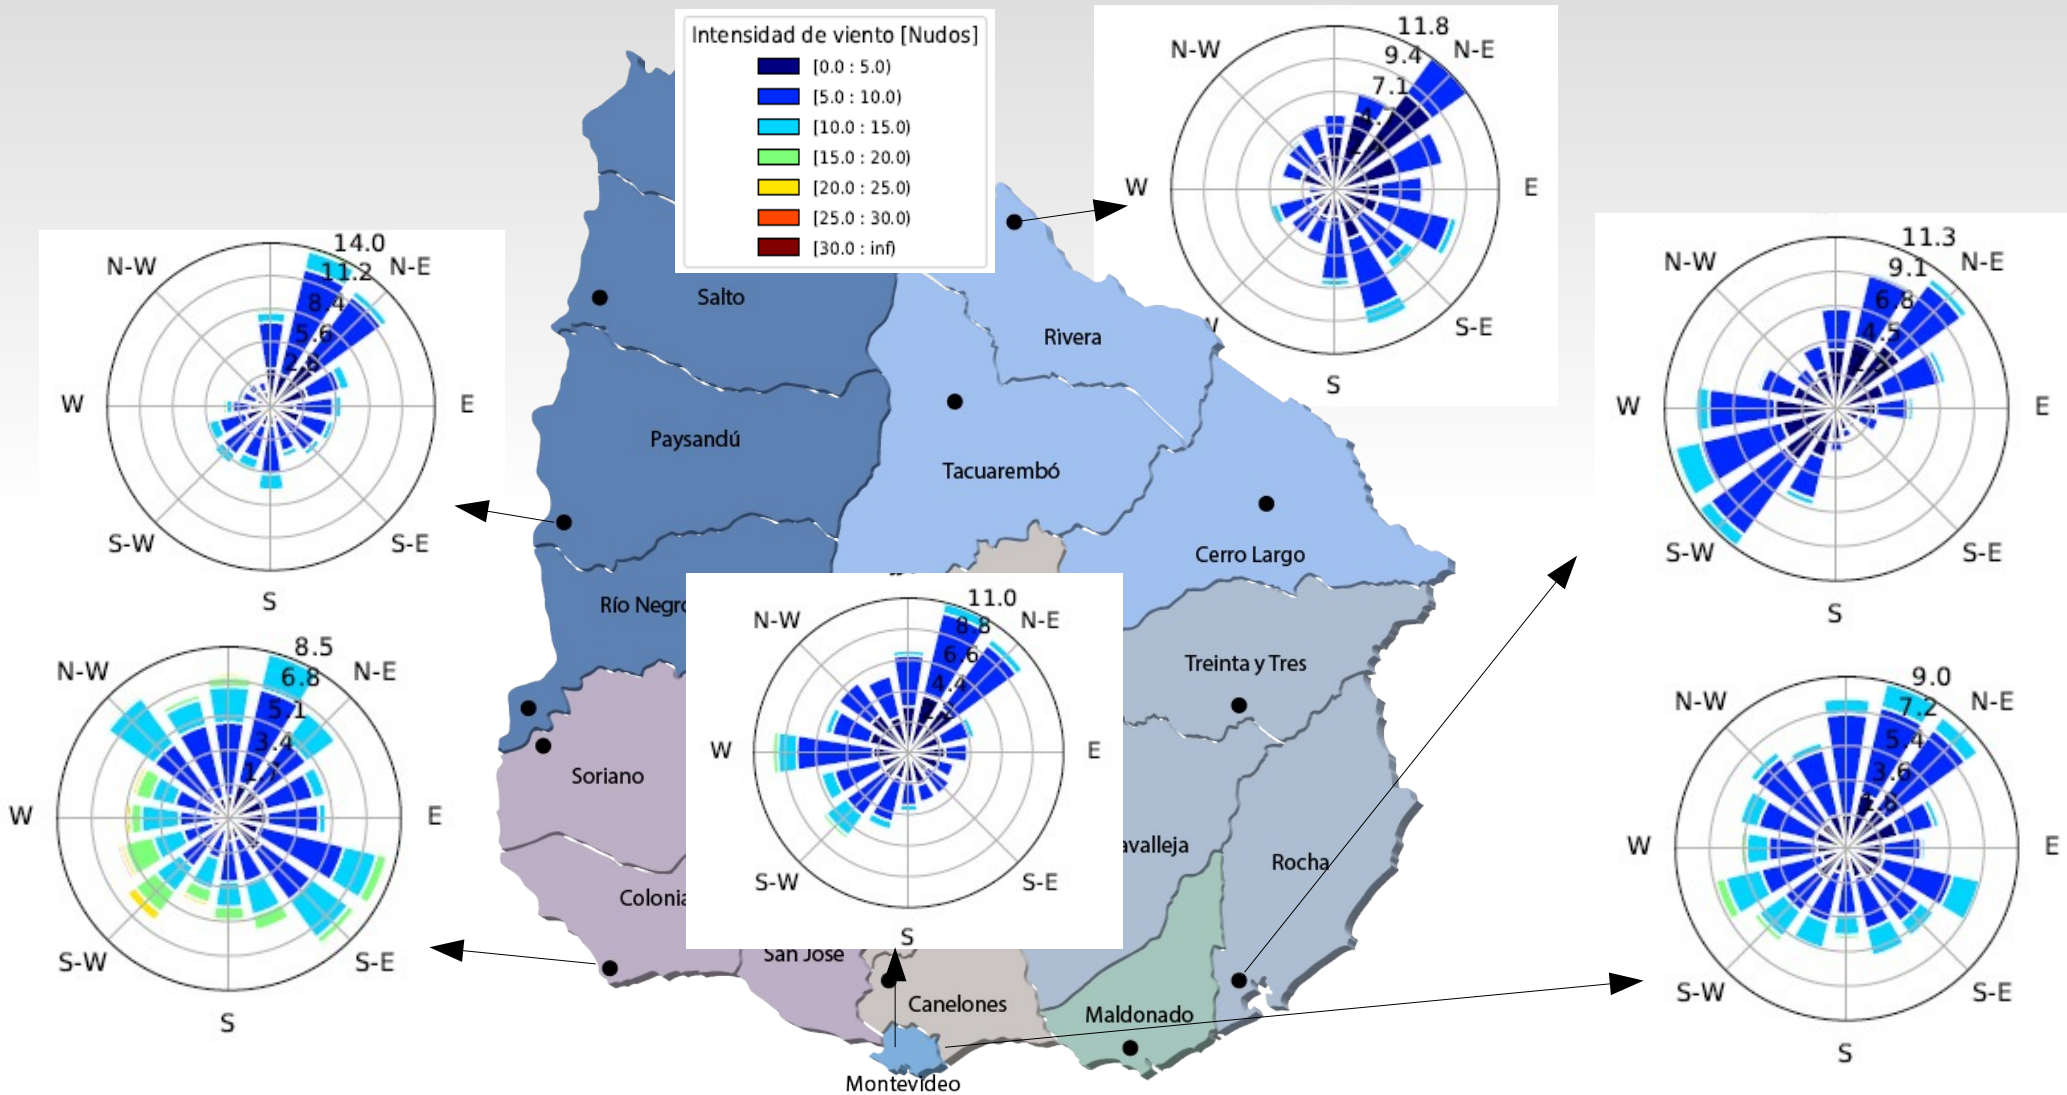 Intensidad de viento [Nudos]
[0.0 : 5.0)
[5.0 : 10.0)
[10.0 : 15.0)
[15.0 : 20.0)
[20.0 : 25.0)
[25.0 : 30.0)
[30.0 : inf)
11.8
9.4
7.1
N-W
N-E
W
E
S-E
S
14.0
11.2
8.4
5.6
N-W
N-E
W
E
S-W
S-E
S
11.3
9.1
6.8
4.5
N-W
N-E
W
E
S-W
S-E
S
Salto
Rivera
Paysandú
Tacuarembó
Cerro Largo
Río Negro
Treinta y Tres
Soriano
avalleja
Rocha
Colonia
San José
Canelones
Maldonado
Montevideo
11.0
8.8
6.6
4.4
N-W
N-E
W
E
S-W
S-E
S
8.5
6.8
5.1
3.4
N-W
N-E
W
E
S-W
S-E
S
9.0
7.2
5.4
3.6
1.8
N-W
N-E
W
E
S-W
S-E
S